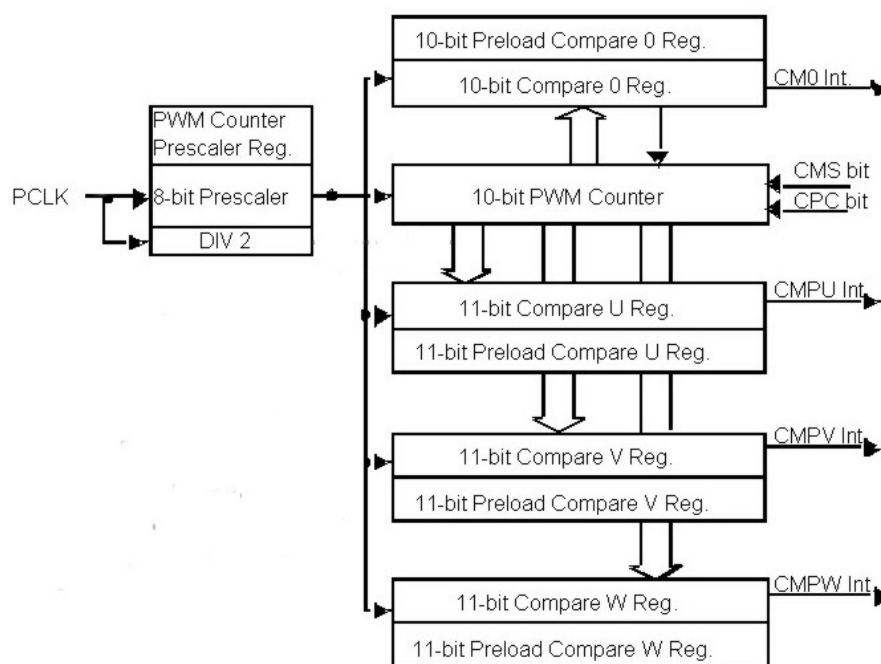 10-bit Preload Compare 0 Reg.
10-bit Compare 0 Reg.
CM0 Int.
PWM Counter
Prescaler Reg.
PCLK
8-bit Prescaler
DIV 2
10-bit PWM Counter
CMS bit
CPC bit
11-bit Compare U Reg.
CMPU Int
11-bit Preload Compare U Reg.
11-bit Compare V Reg.
CMPV Int
11-bit Preload Compare V Reg.
11-bit Compare W Reg.
CMPW Int
11-bit Preload Compare W Reg.